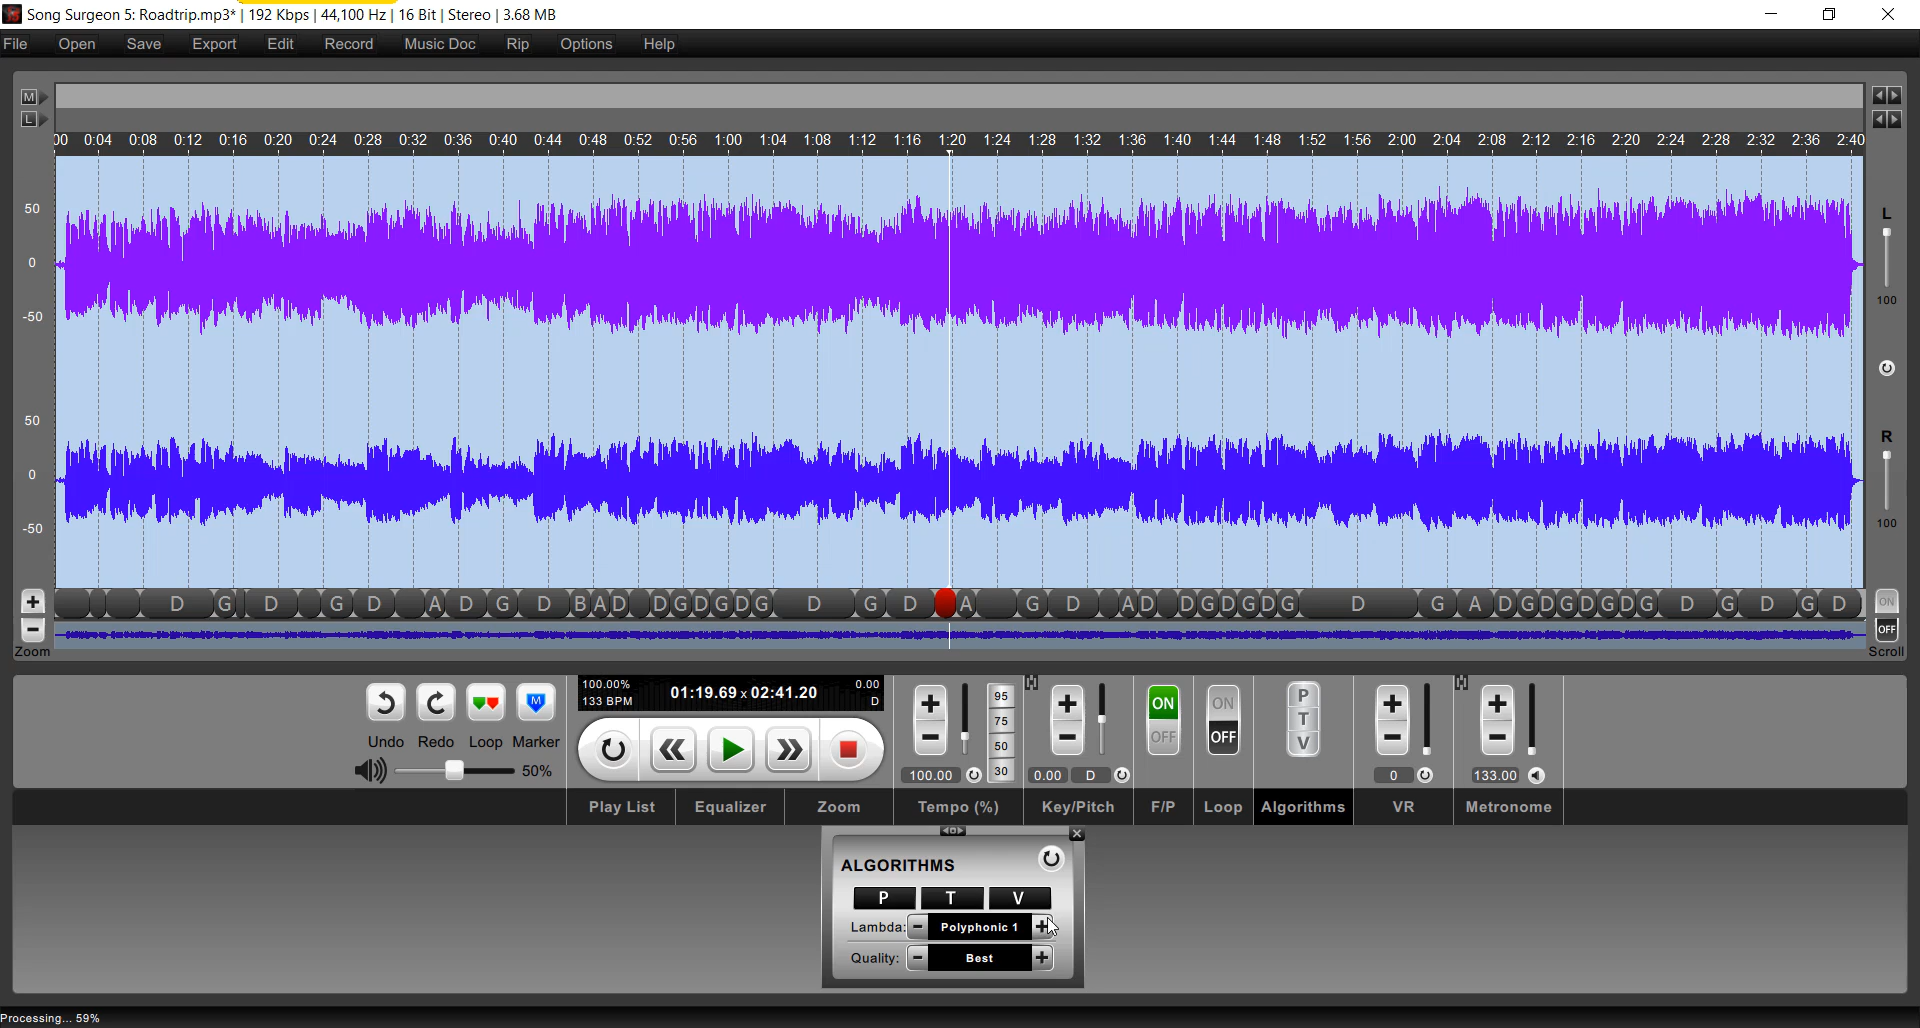 Song Surgeon 5: Roadtrip.mp3* | 192 Kbps | 44,100 Hz | 16 Bit | Stereo | 3.68 MB
File Open Save Export Edit Record Music Doc Rip Options Help
M
L
00 0:04 0:08 0:12 0:16 0:20 0:24 0:28 0:32 0:36 0:40 0:44 0:48 0:52 0:56 1:00 1:04 1:08 1:12 1:16 1:20 1:24 1:28 1:32 1:36 1:40 1:44 1:48 1:52 1:56 2:00 2:04 2:08 2:12 2:16 2:20 2:24 2:28 2:32 2:36 2:40
50
0
-50
L
100
50
0
-50
R
100
D G D G D A D G D B A D D G D G D G D G D A G D A D D G D G D G D G A D G D G D G D G D G D G D
+
-
Zoom
ON
OFF
Scroll
Undo Redo Loop M Marker
50%
100.00%
133 BPM
01:19.69 x 02:41.20
0.00
D
+ - 100.00
95
75
50
30
+ - 0.00 D
ON OFF
ON OFF
P T V
+ - 0
+ - 133.00
Play List Equalizer Zoom Tempo (%) Key/Pitch F/P Loop Algorithms VR Metronome
ALGORITHMS
P T V
Lambda: - Polyphonic 1 +
Quality: - Best +
Processing... 59%